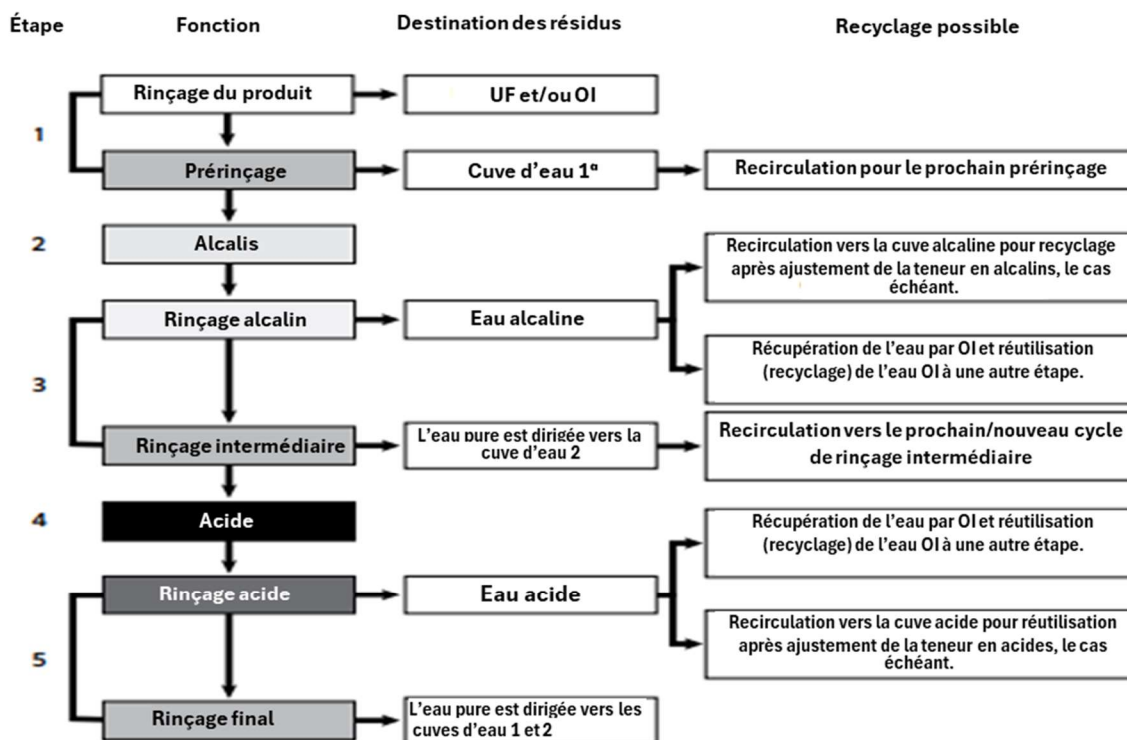 Étape Fonction Destination des résidus Recyclage possible
1
Rinçage du produit
UF et/ou OI
Prérinçage
Cuve d'eau 1ª
Recirculation pour le prochain prérinçage
2
Alcalis
Recirculation vers la cuve alcaline pour recyclage
après ajustement de la teneur en alcalins, le cas
échéant.
3
Rinçage alcalin
Eau alcaline
Récupération de l'eau par OI et réutilisation
(recyclage) de l'eau OI à une autre étape.
Rinçage intermédiaire
L'eau pure est dirigée vers la
cuve d'eau 2
Recirculation vers le prochain/nouveau cycle
de rinçage intermédiaire
4
Acide
Récupération de l'eau par OI et réutilisation
(recyclage) de l'eau OI à une autre étape.
5
Rinçage acide
Eau acide
Recirculation vers la cuve acide pour réutilisation
après ajustement de la teneur en acides, le cas
échéant.
Rinçage final
L'eau pure est dirigée vers les
cuves d'eau 1 et 2